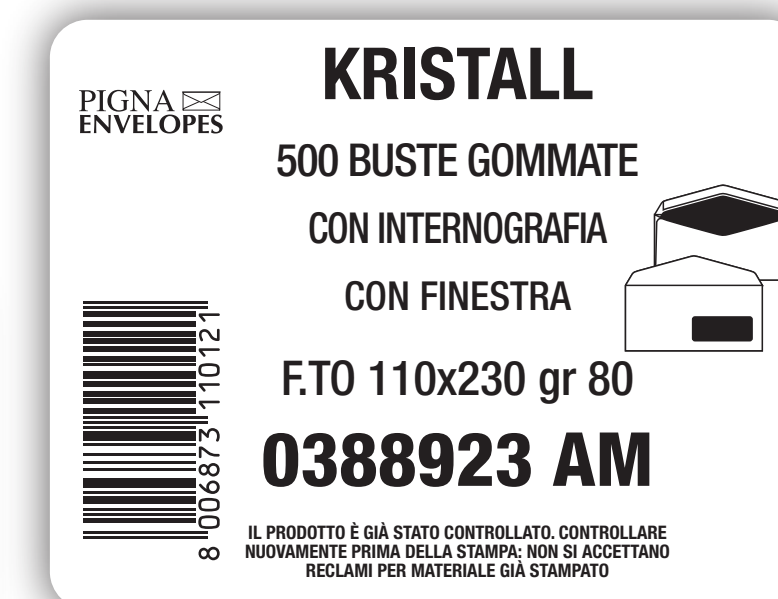 KRISTALL
PIGNA
ENVELOPES
500 BUSTE GOMMATE
CON INTERNOGRAFIA
CON FINESTRA
F.TO 110x230 gr 80
0388923 AM
8 006873 110121
IL PRODOTTO È GIÀ STATO CONTROLLATO. CONTROLLARE
NUOVAMENTE PRIMA DELLA STAMPA: NON SI ACCETTANO
RECLAMI PER MATERIALE GIÀ STAMPATO